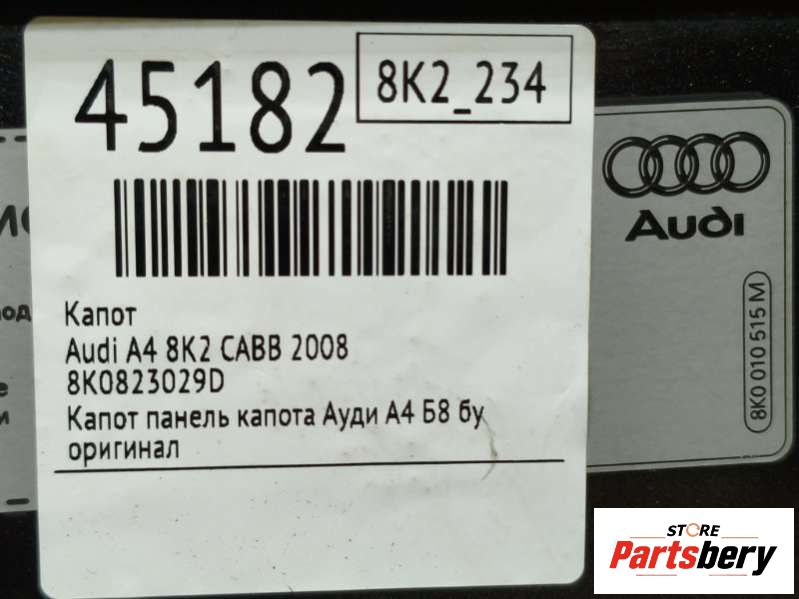 45182
8K2_234
Капот
Audi A4 8K2 CABB 2008
8K0823029D
Капот панель капота Ауди А4 Б8 бу
оригинал
Audi
8K0 010 515 M
STORE
Partsbery